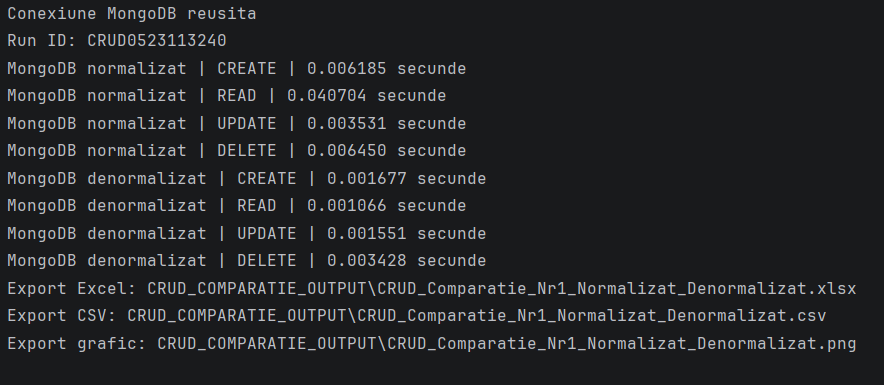 Conexiune MongoDB reusita
Run ID: CRUD0523113240
MongoDB normalizat | CREATE | 0.006185 secunde
MongoDB normalizat | READ | 0.040704 secunde
MongoDB normalizat | UPDATE | 0.003531 secunde
MongoDB normalizat | DELETE | 0.006450 secunde
MongoDB denormalizat | CREATE | 0.001677 secunde
MongoDB denormalizat | READ | 0.001066 secunde
MongoDB denormalizat | UPDATE | 0.001551 secunde
MongoDB denormalizat | DELETE | 0.003428 secunde
Export Excel: CRUD_COMPARATIE_OUTPUT\CRUD_Comparatie_Nr1_Normalizat_Denormalizat.xlsx
Export CSV: CRUD_COMPARATIE_OUTPUT\CRUD_Comparatie_Nr1_Normalizat_Denormalizat.csv
Export grafic: CRUD_COMPARATIE_OUTPUT\CRUD_Comparatie_Nr1_Normalizat_Denormalizat.png